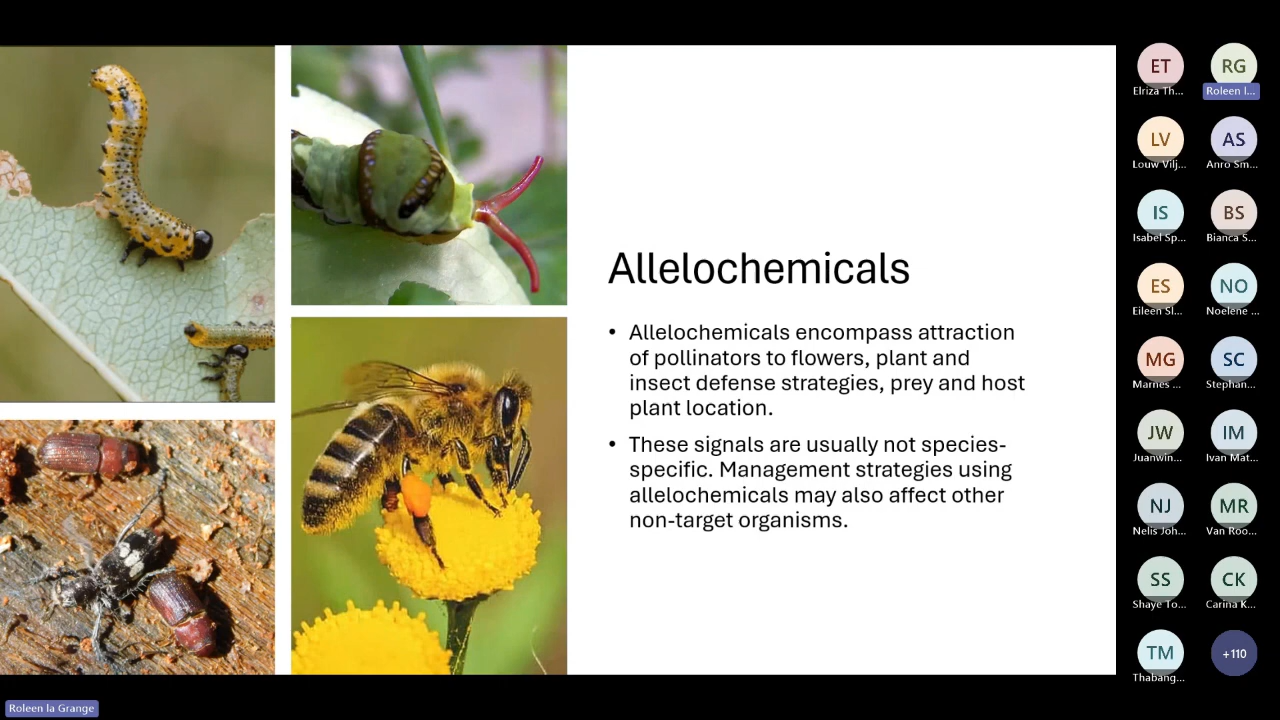 Allelochemicals
• Allelochemicals encompass attraction
of pollinators to flowers, plant and
insect defense strategies, prey and host
plant location.
• These signals are usually not species-
specific. Management strategies using
allelochemicals may also affect other
non-target organisms.
ET
RG
Elriza Th...
Roleen l...
LV
AS
Louw Vilj...
Anro Sm...
IS
BS
Isabel Sp...
Bianca S...
ES
NO
Eileen Sl...
Noelene ...
MG
SC
Marnes ...
Stephan...
JW
IM
Juanwin...
Ivan Mat...
NJ
MR
Nelis Joh...
Van Roo...
SS
CK
Shaye To...
Carina K...
TM
+110
Thabang...
Roleen la Grange